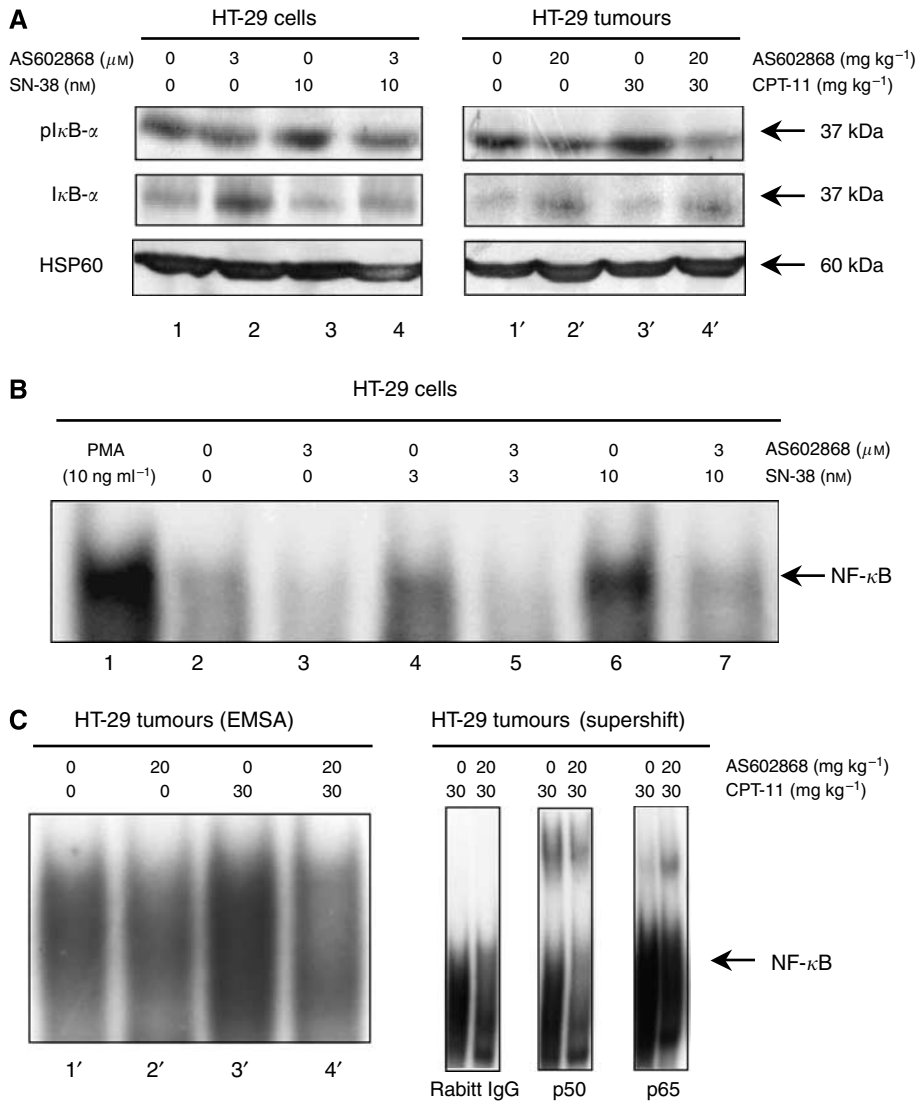 A
HT-29 cells
HT-29 tumours
AS602868 (μM) 0 3 0 3
0 20 0 20 AS602868 (mg kg⁻¹)
SN-38 (nM) 0 0 10 10
0 0 30 30 CPT-11 (mg kg⁻¹)
pIκB-α
37 kDa
IκB-α
37 kDa
HSP60
60 kDa
1 2 3 4
1′ 2′ 3′ 4′
B
HT-29 cells
PMA 0 3 0 3 0 3 AS602868 (μM)
(10 ng ml⁻¹) 0 0 3 3 10 10 SN-38 (nM)
NF-κB
1 2 3 4 5 6 7
C
HT-29 tumours (EMSA)
HT-29 tumours (supershift)
0 20 0 20
0 20 0 20 0 20 AS602868 (mg kg⁻¹)
0 0 30 30
30 30 30 30 30 30 CPT-11 (mg kg⁻¹)
NF-κB
1′ 2′ 3′ 4′
Rabitt IgG p50 p65